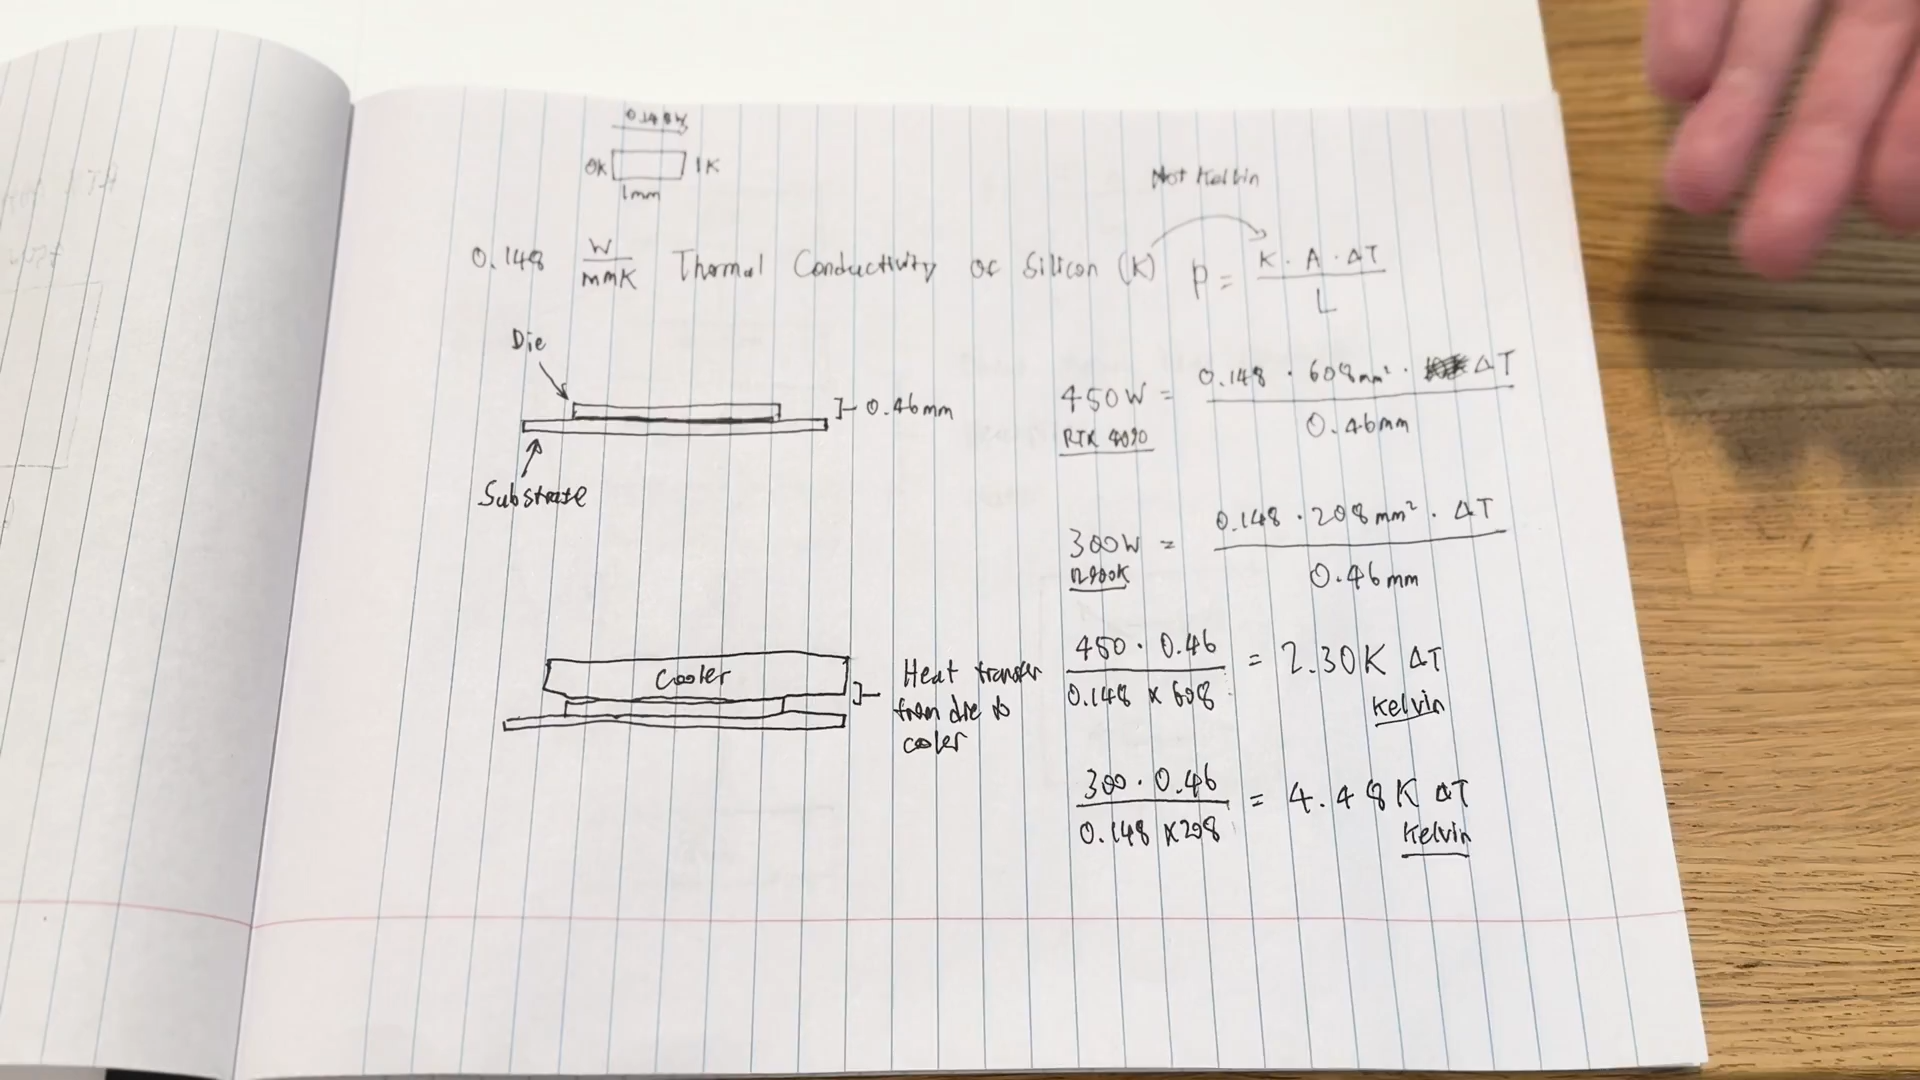 0.148W
0K
1K
1mm
Not Kelvin
0.148 W/mmK Thermal Conductivity of Silicon (K)
P = K · A · ΔT / L
Die
0.46mm
Substrate
450W = 0.148 · 608mm² · ΔT / 0.46mm
RTX 4090
300W = 0.148 · 208mm² · ΔT / 0.46mm
12900K
Cooler
Heat transfer
from die to
cooler
450 · 0.46 / 0.148 x 608 = 2.30K ΔT
Kelvin
300 · 0.46 / 0.148 x 208 = 4.48K ΔT
Kelvin